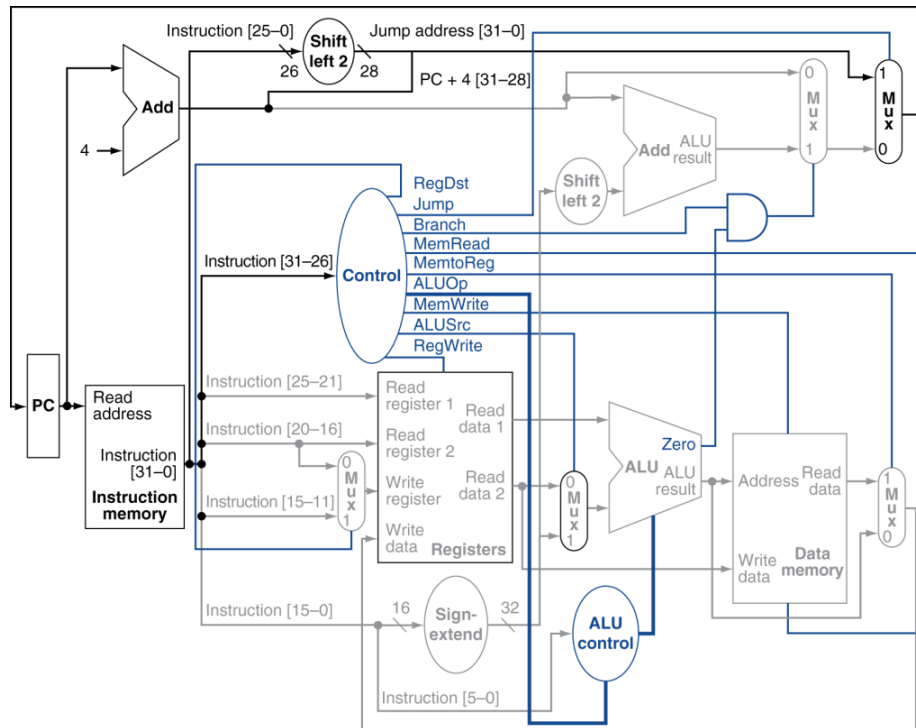 Instruction [25–0]
Shift
left 2
Jump address [31–0]
26
28
PC + 4 [31–28]
Add
4
0
M
u
x
1
1
M
u
x
0
Add
ALU
result
Shift
left 2
RegDst
Jump
Branch
MemRead
MemtoReg
ALUOp
MemWrite
ALUSrc
RegWrite
Instruction [31–26]
Control
PC
Read
address
Instruction
[31–0]
Instruction
memory
Instruction [25–21]
Instruction [20–16]
Instruction [15–11]
0
M
u
x
1
Read
register 1
Read
register 2
Write
register
Write
data
Read
data 1
Read
data 2
Registers
0
M
u
x
1
Zero
ALU
ALU
result
Address
Read
data
Write
data
Data
memory
1
M
u
x
0
Instruction [15–0]
16
Sign-
extend
32
ALU
control
Instruction [5–0]